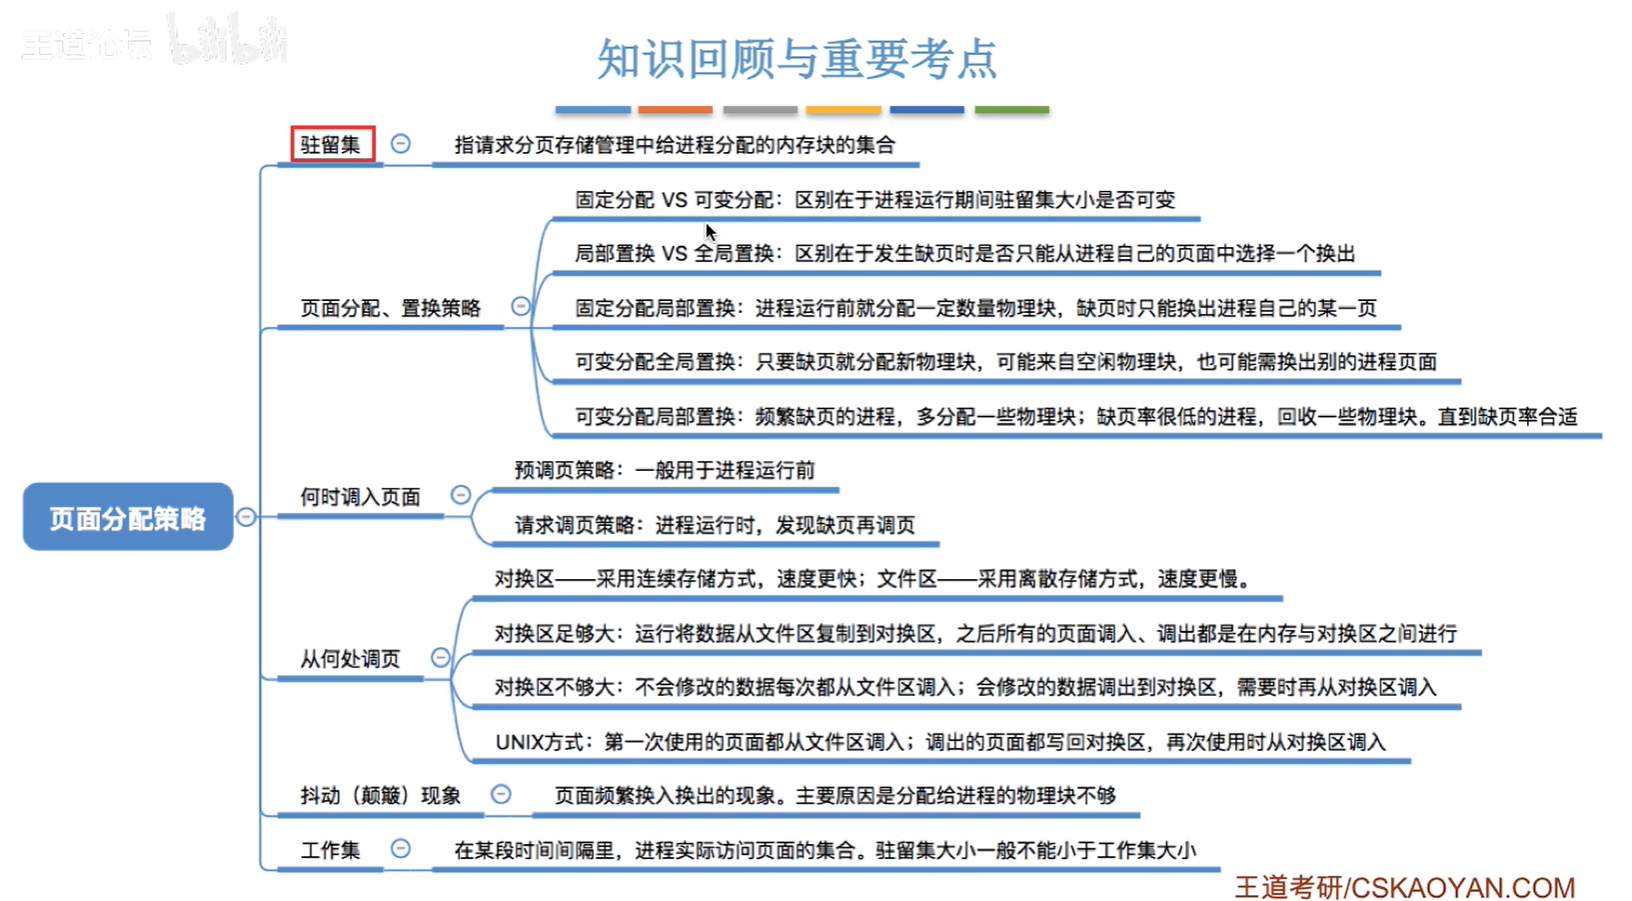 王道论坛 bilibili
知识回顾与重要考点
驻留集
指请求分页存储管理中给进程分配的内存块的集合
页面分配、置换策略
固定分配 VS 可变分配：区别在于进程运行期间驻留集大小是否可变
局部置换 VS 全局置换：区别在于发生缺页时是否只能从进程自己的页面中选择一个换出
固定分配局部置换：进程运行前就分配一定数量物理块，缺页时只能换出进程自己的某一页
可变分配全局置换：只要缺页就分配新物理块，可能来自空闲物理块，也可能需换出别的进程页面
可变分配局部置换：频繁缺页的进程，多分配一些物理块；缺页率很低的进程，回收一些物理块。直到缺页率合适
页面分配策略
何时调入页面
预调页策略：一般用于进程运行前
请求调页策略：进程运行时，发现缺页再调页
从何处调页
对换区——采用连续存储方式，速度更快；文件区——采用离散存储方式，速度更慢。
对换区足够大：运行将数据从文件区复制到对换区，之后所有的页面调入、调出都是在内存与对换区之间进行
对换区不够大：不会修改的数据每次都从文件区调入；会修改的数据调出到对换区，需要时再从对换区调入
UNIX方式：第一次使用的页面都从文件区调入；调出的页面都写回对换区，再次使用时从对换区调入
抖动（颠簸）现象
页面频繁换入换出的现象。主要原因是分配给进程的物理块不够
工作集
在某段时间间隔里，进程实际访问页面的集合。驻留集大小一般不能小于工作集大小
王道考研/CSKAOYAN.COM